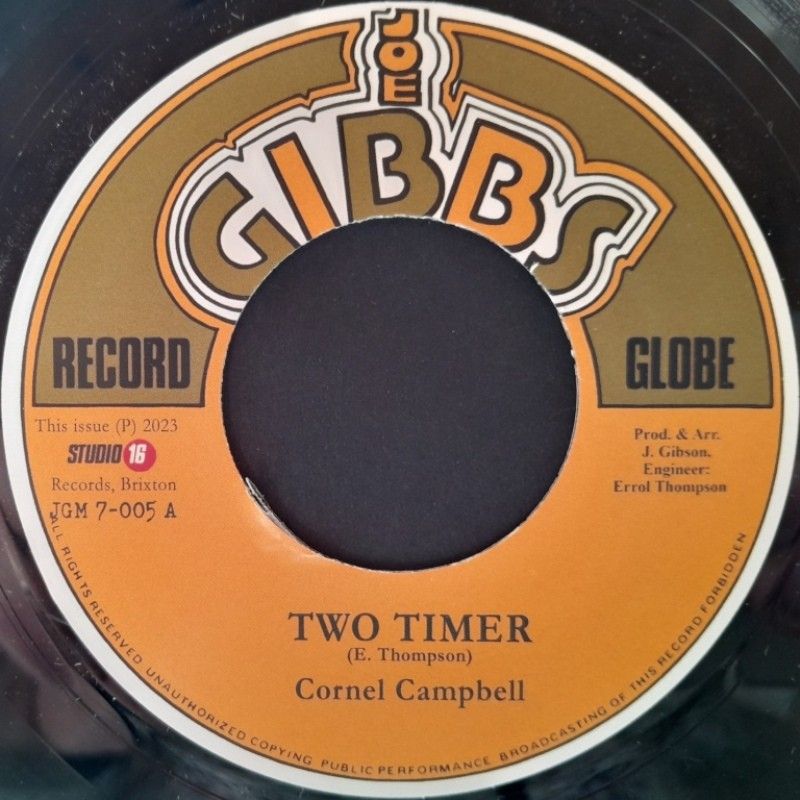 JOE
GIBBS
RECORD GLOBE
This issue (P) 2023
STUDIO 16
Records, Brixton
JGM 7-005 A
Prod. & Arr.
J. Gibson.
Engineer:
Errol Thompson
TWO TIMER
(E. Thompson)
Cornel Campbell
ALL RIGHTS RESERVED UNAUTHORIZED COPYING PUBLIC PERFORMANCE BROADCASTING OF THIS RECORD FORBIDDEN